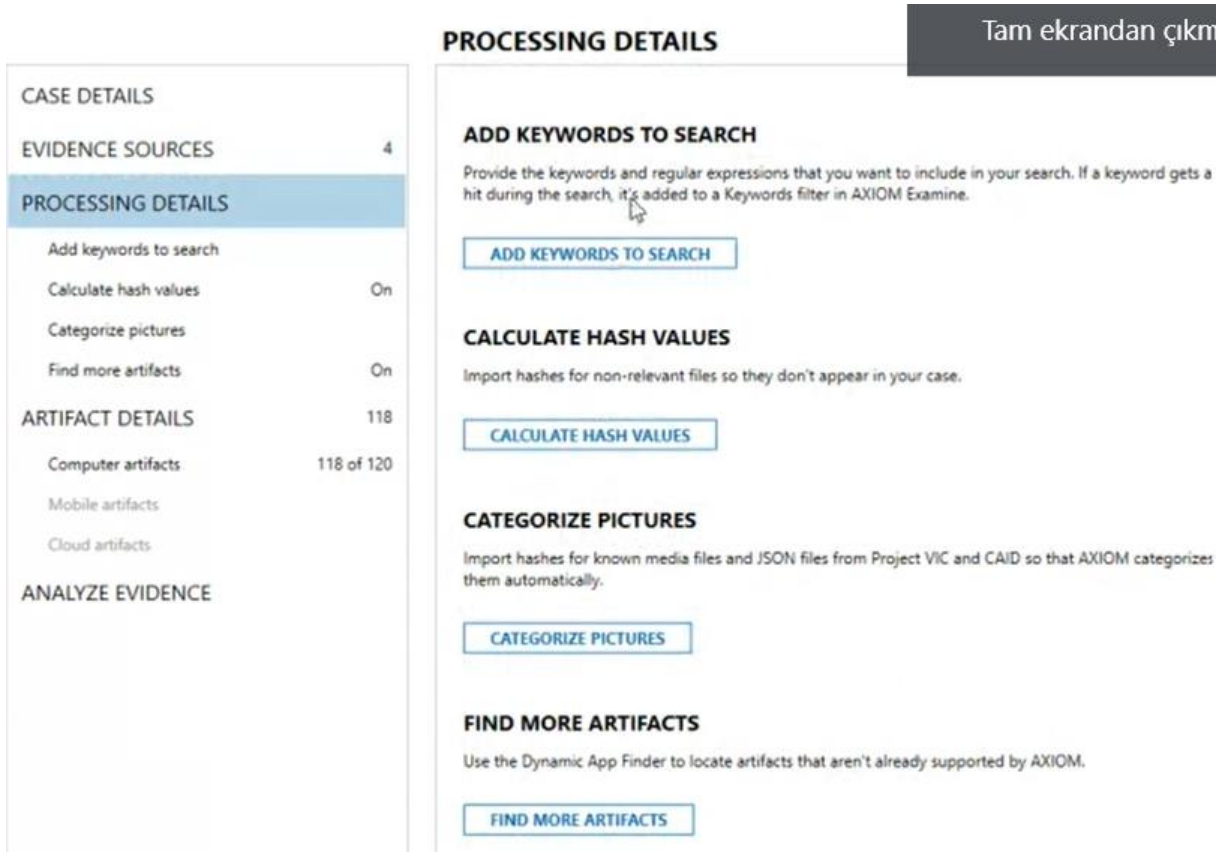 Tam ekrandan
PROCESSING DETAILS
CASE DETAILS
EVIDENCE SOURCES 4
PROCESSING DETAILS
Add keywords to search
Calculate hash values On
Categorize pictures
Find more artifacts On
ARTIFACT DETAILS 118
Computer artifacts 118 of 120
Mobile artifacts
Cloud artifacts
ANALYZE EVIDENCE
ADD KEYWORDS TO SEARCH
Provide the keywords and regular expressions that you want to include in your search. If a keyword gets a
hit during the search, it's added to a Keywords filter in AXIOM Examine.
ADD KEYWORDS TO SEARCH
CALCULATE HASH VALUES
Import hashes for non-relevant files so they don't appear in your case.
CALCULATE HASH VALUES
CATEGORIZE PICTURES
Import hashes for known media files and JSON files from Project VIC and CAID so that AXIOM categorizes
them automatically.
CATEGORIZE PICTURES
FIND MORE ARTIFACTS
Use the Dynamic App Finder to locate artifacts that aren't already supported by AXIOM.
FIND MORE ARTIFACTS